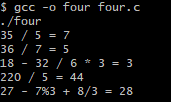 $ gcc -o four four.c
./four
35 / 5 = 7
36 / 7 = 5
18 - 32 / 6 * 3 = 3
220 / 5 = 44
27 - 7%3 + 8/3 = 28